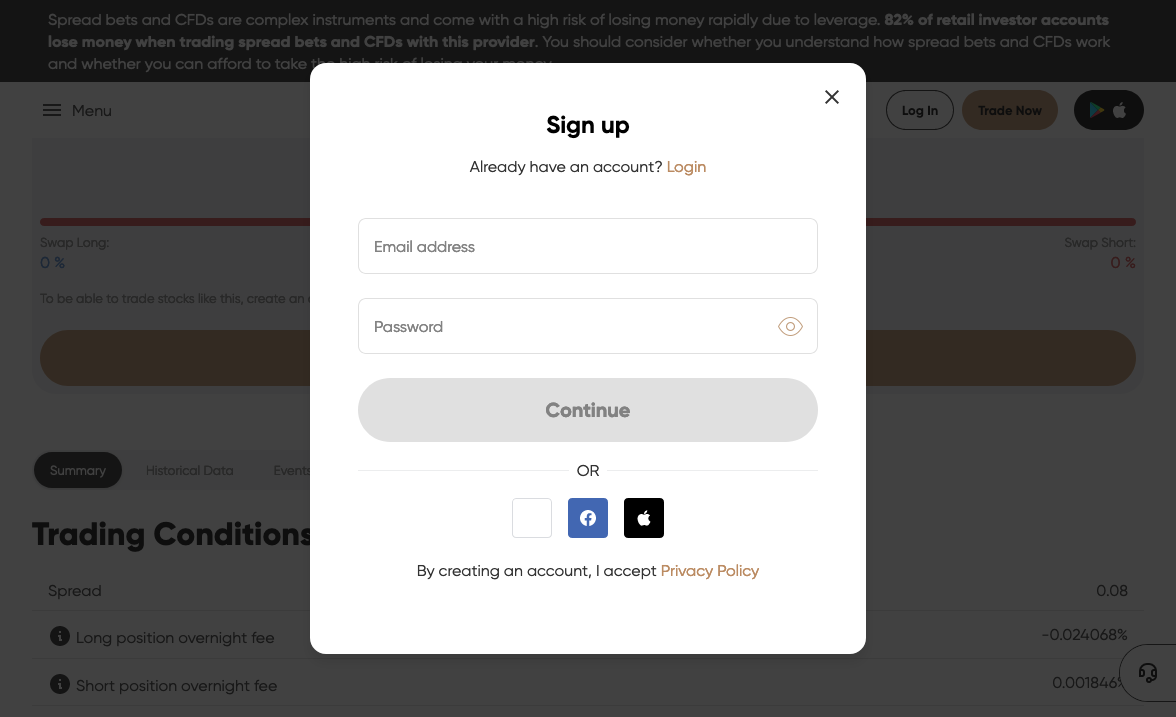 Spread bets and CFDs are complex instruments and come with a high risk of losing money rapidly due to leverage. 82% of retail investor accounts
lose money when trading spread bets and CFDs with this provider. You should consider whether you understand how spread bets and CFDs work
and whether you can afford to take the high risk of losing your money.
Menu
Log In
Trade Now
Sign up
Already have an account? Login
Swap Long:
Swap Short:
0 %
0 %
Email address
To be able to trade stocks like this, create an
Password
Continue
Summary
Historical Data
Events
OR
Trading Conditions
By creating an account, I accept Privacy Policy
Spread
0.08
Long position overnight fee
-0.024068%
Short position overnight fee
0.001846%